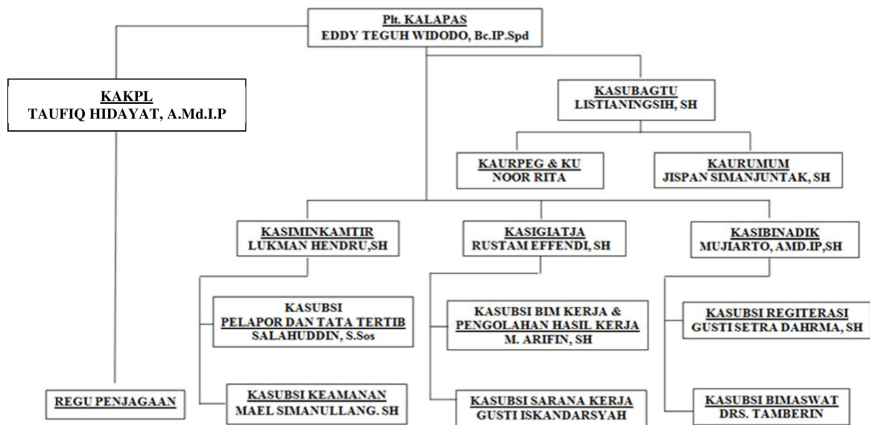 Plt. KALAPAS
EDDY TEGUH WIDODO, Bc.IP.Spd
KAKPL
TAUFIQ HIDAYAT, A.Md.I.P
KASUBAGTU
LISTIANINGSIH, SH
KAURPEG & KU
NOOR RITA
KAURUMUM
JISPAN SIMANJUNTAK, SH
KASIMINKAMTIR
LUKMAN HENDRU,SH
KASIGIATJA
RUSTAM EFFENDI, SH
KASIBINADIK
MUJIARTO, AMD.IP,SH
KASUBSI
PELAPOR DAN TATA TERTIB
SALAHUDDIN, S.Sos
KASUBSI BIM KERJA &
PENGOLAHAN HASIL KERJA
M. ARIFIN, SH
KASUBSI REGITERASI
GUSTI SETRA DAHRMA, SH
REGU PENJAGAAN
KASUBSI KEAMANAN
MAEL SIMANULLANG. SH
KASUBSI SARANA KERJA
GUSTI ISKANDARSYAH
KASUBSI BIMASWAT
DRS. TAMBERIN